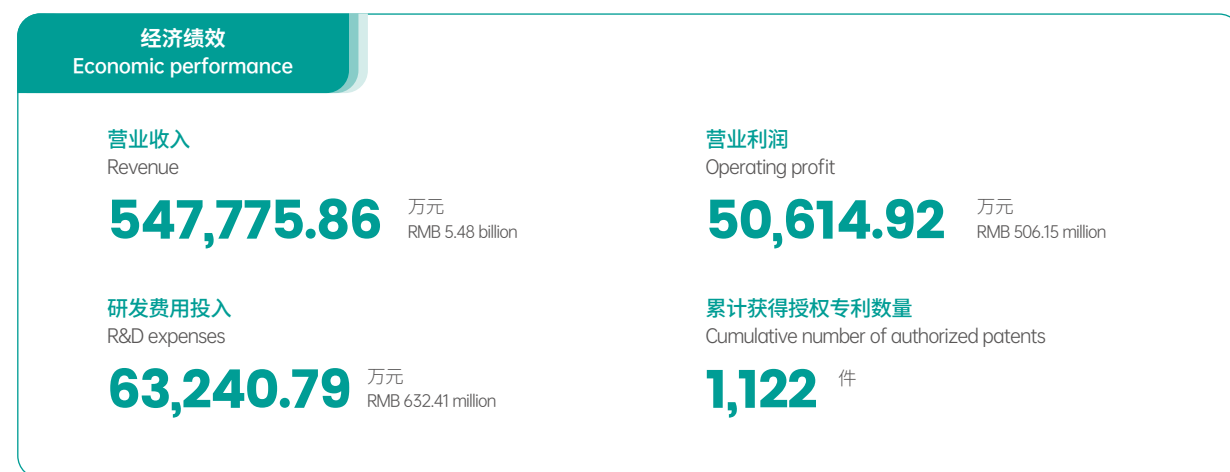 经济绩效
Economic performance
营业收入
Revenue
547,775.86 万元
RMB 5.48 billion
营业利润
Operating profit
50,614.92 万元
RMB 506.15 million
研发费用投入
R&D expenses
63,240.79 万元
RMB 632.41 million
累计获得授权专利数量
Cumulative number of authorized patents
1,122 件